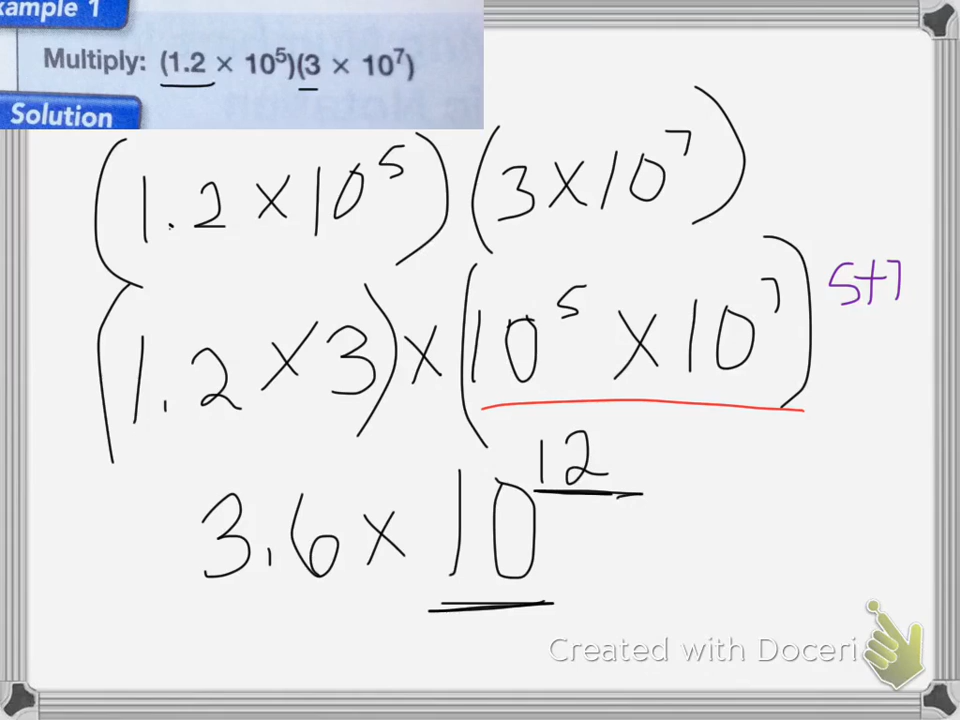 xample 1
Multiply: (1.2 × 10⁵)(3 × 10⁷)
Solution
(1.2 × 10⁵) (3 × 10⁷)
(1.2 × 3) × (10⁵ × 10⁷) 5+7
3.6 × 10¹²
Created with Doceri